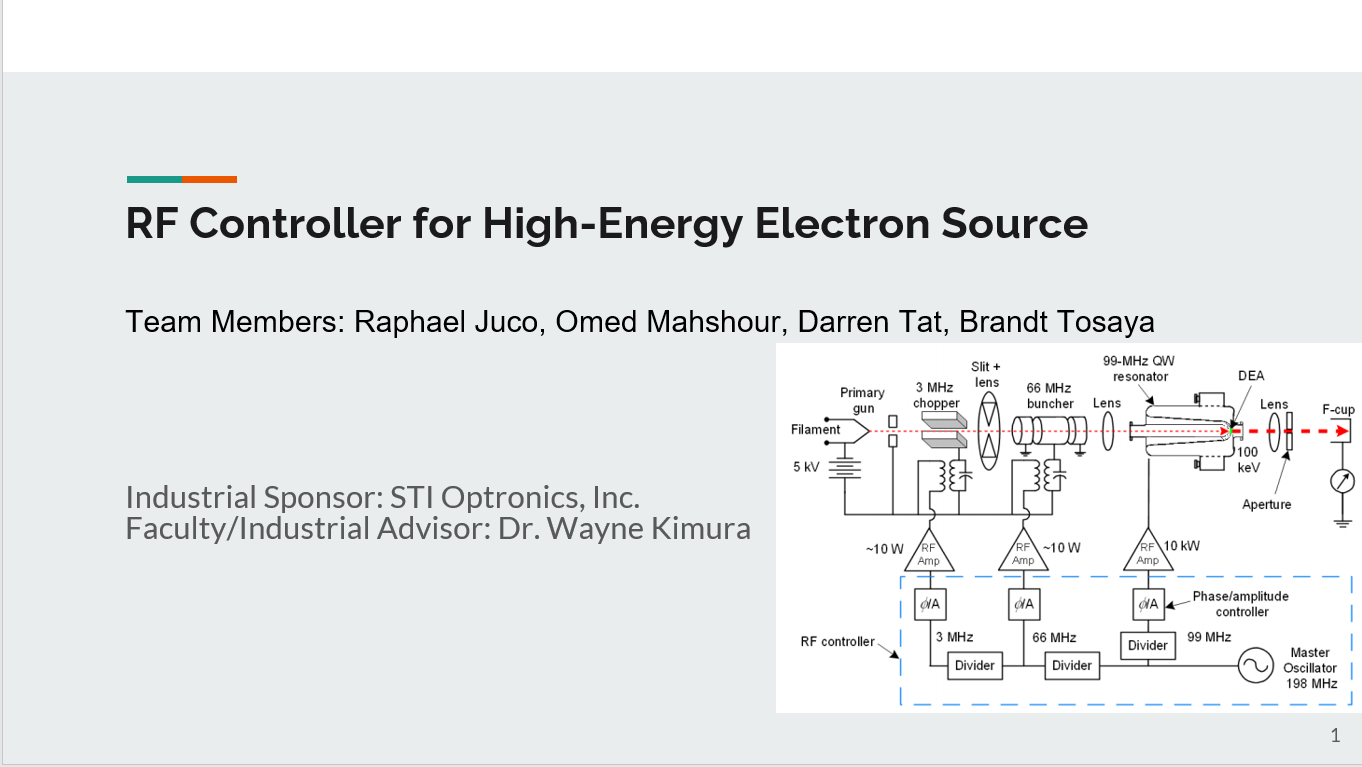 RF Controller for High-Energy Electron Source
Team Members: Raphael Juco, Omed Mahshour, Darren Tat, Brandt Tosaya
Industrial Sponsor: STI Optronics, Inc.
Faculty/Industrial Advisor: Dr. Wayne Kimura
Filament
Primary
gun
5 kV
3 MHz
chopper
Slit +
lens
66 MHz
buncher
Lens
99-MHz QW
resonator
DEA
100
keV
Lens
Aperture
F-cup
~10 W
RF
Amp
RF
Amp
~10 W
RF
Amp
10 kW
ϕ/A
ϕ/A
ϕ/A
Phase/amplitude
controller
RF controller
3 MHz
66 MHz
99 MHz
Divider
Divider
Divider
Master
Oscillator
198 MHz
1